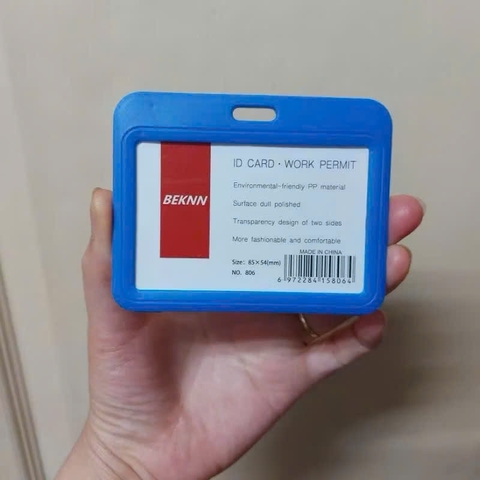 BEKNN
ID CARD · WORK PERMIT
Environmental-friendly PP material
Surface dull polished
Transparency design of two sides
More fashionable and comfortable
MADE IN CHINA
Size: 85×54(mm)
NO. 806
6 972284 158064